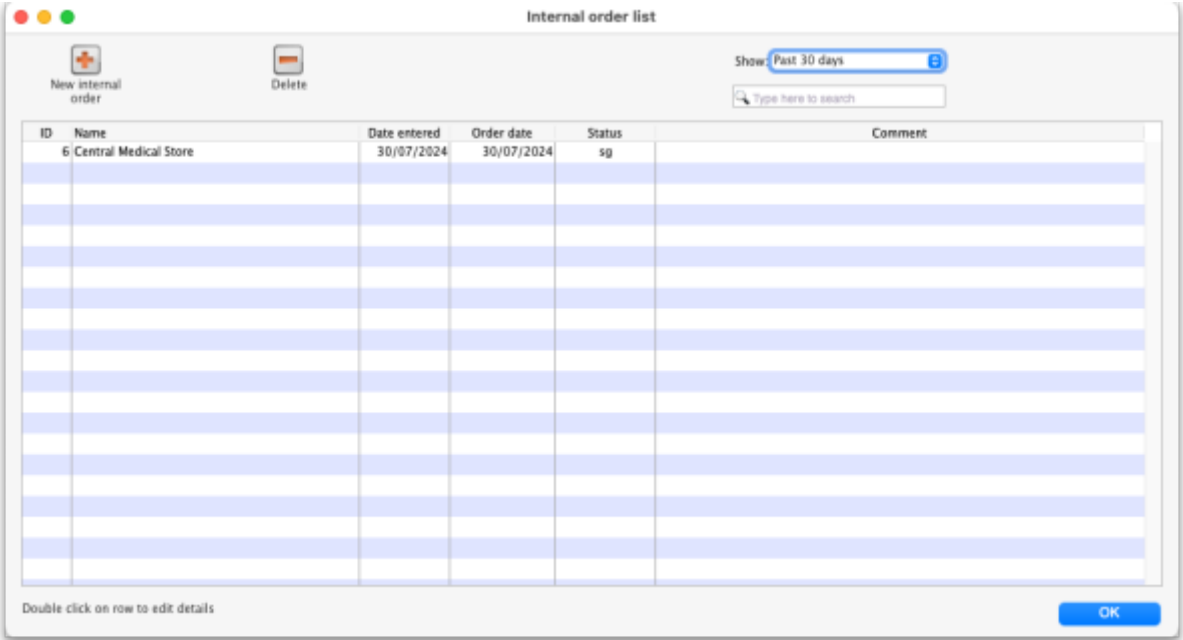 Internal order list
New internal
order
Delete
Show: Past 30 days
Type here to search
ID Name Date entered Order date Status Comment
6 Central Medical Store 30/07/2024 30/07/2024 sg
Double click on row to edit details
OK